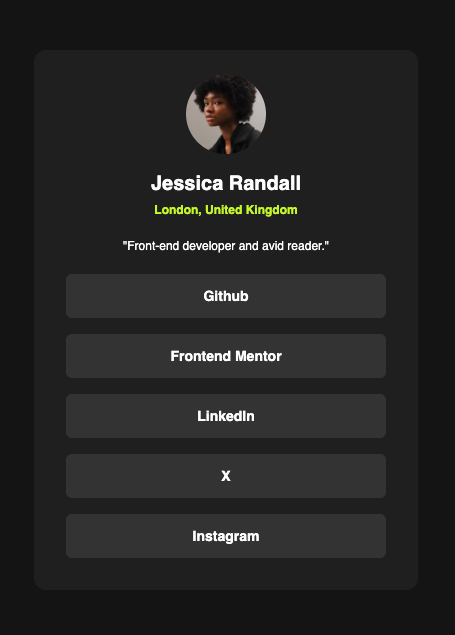 Jessica Randall
London, United Kingdom
"Front-end developer and avid reader."
Github
Frontend Mentor
LinkedIn
X
Instagram